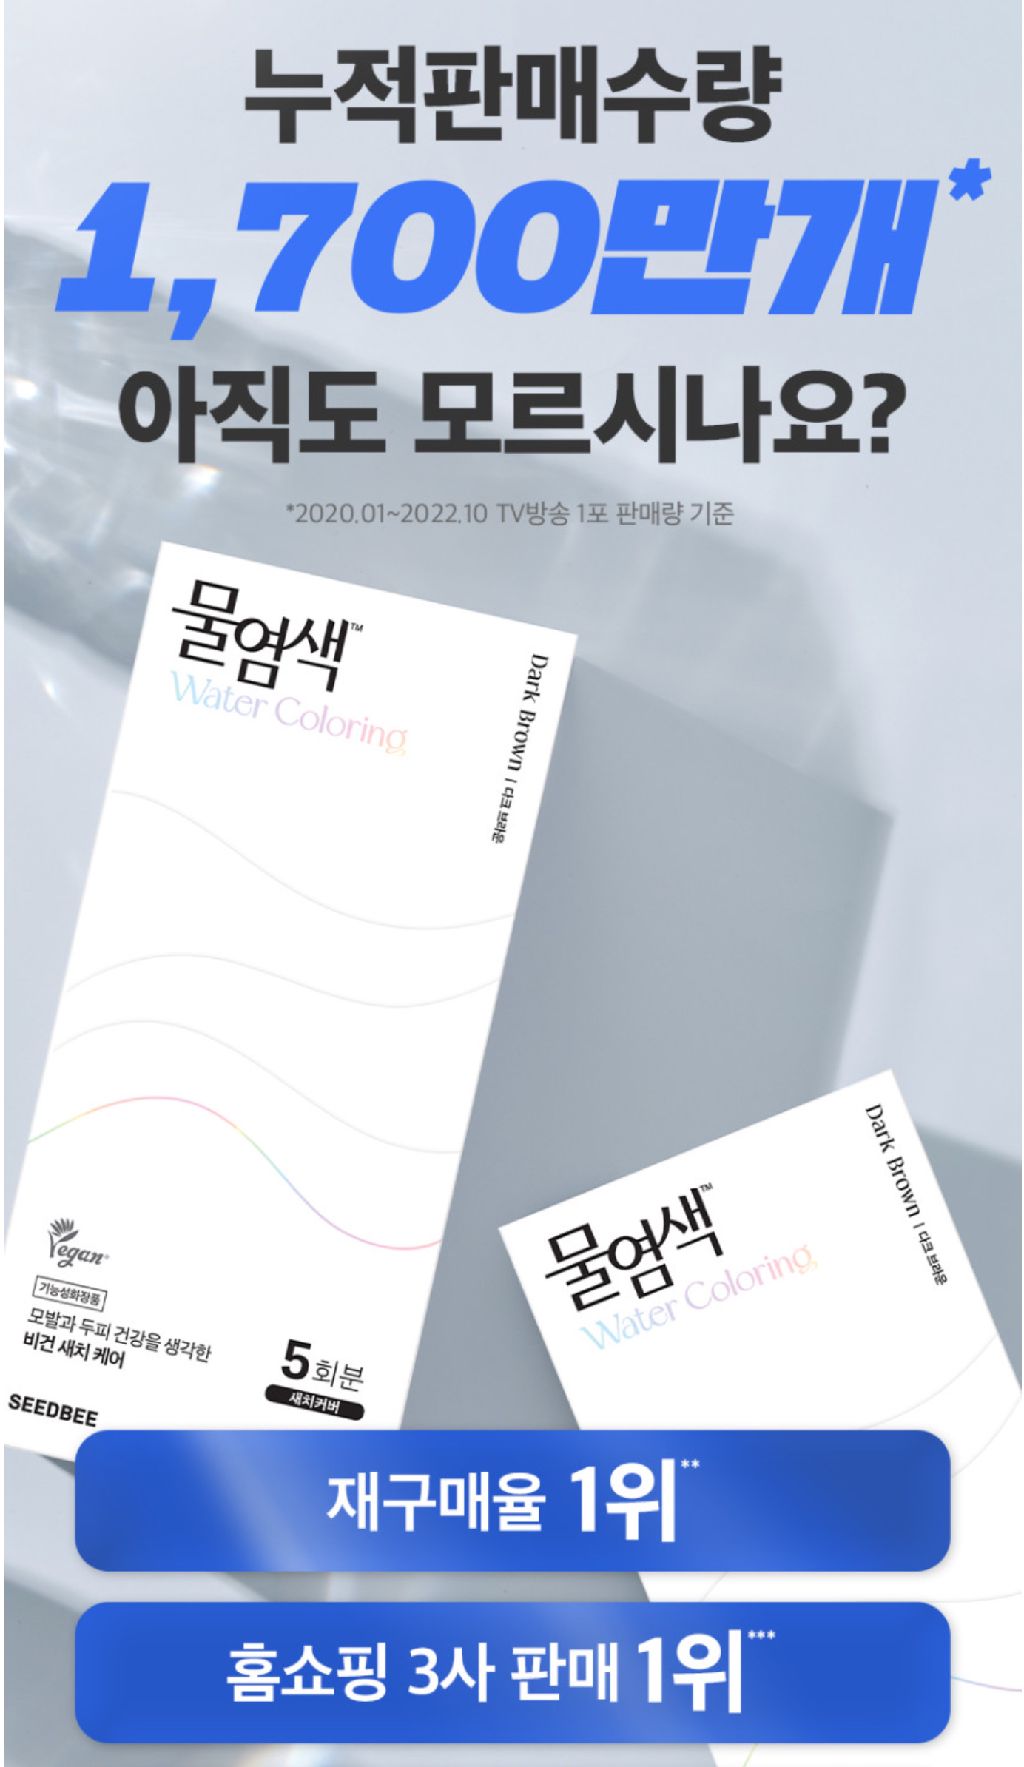 누적판매수량
1,700만개*
아직도 모르시나요?
*2020.01~2022.10 TV방송 1포 판매량 기준
물염색™
Water Coloring
Dark Brown | 다크 브라운
Vegan
기능성화장품
모발과 두피 건강을 생각한
비건 새치 케어
5회분
새치커버
SEEDBEE
물염색™
Water Coloring
Dark Brown | 다크 브라운
재구매율 1위**
홈쇼핑 3사 판매 1위***